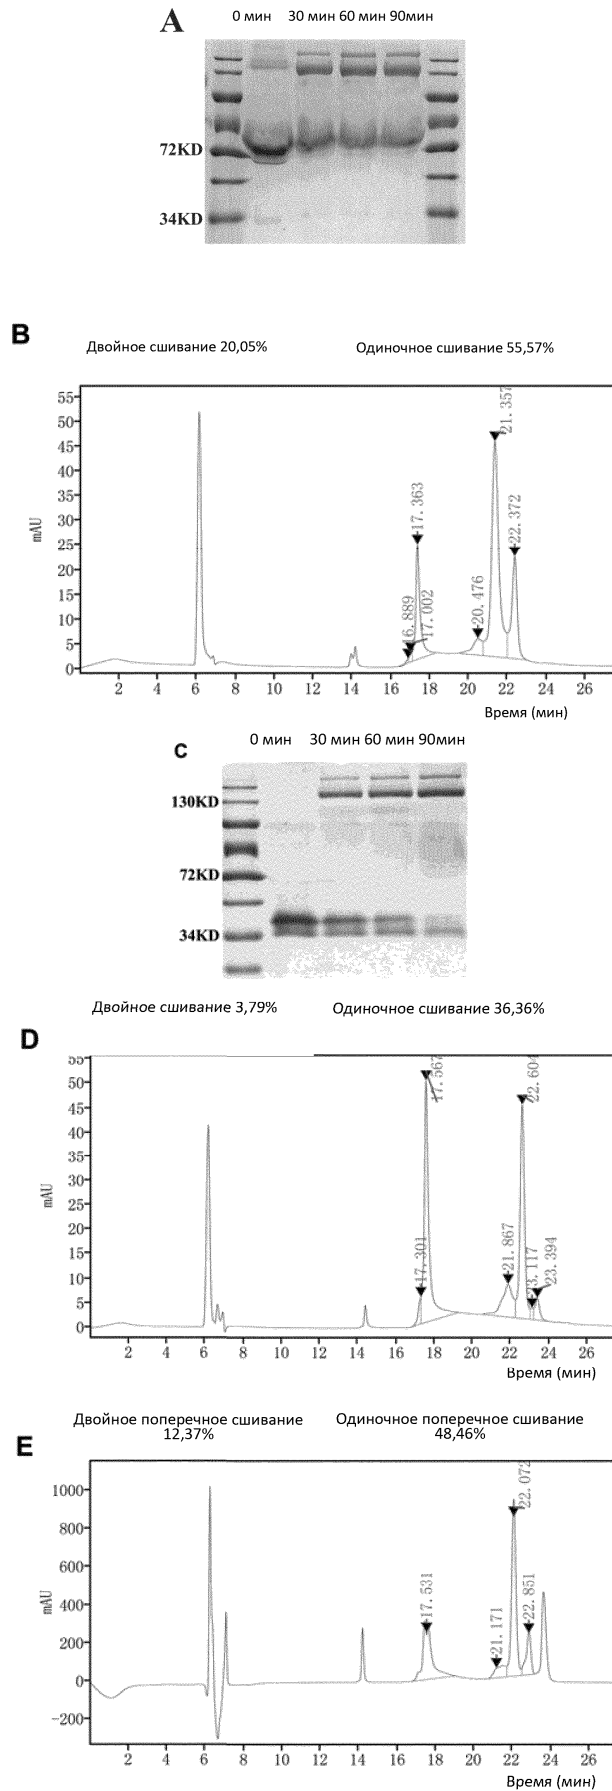 A
0 мин 30 мин 60 мин 90мин
72KD
34KD
B
Двойное сшивание 20,05% Одиночное сшивание 55,57%
mAU
55
50
45
40
35
30
25
20
15
10
5
0
16.889
17.002
17.363
20.476
21.357
22.372
2 4 6 8 10 12 14 16 18 20 22 24 26
Время (мин)
C
0 мин 30 мин 60 мин 90мин
130KD
72KD
34KD
Двойное сшивание 3,79% Одиночное сшивание 36,36%
D
mAU
55
50
45
40
35
30
25
20
15
10
5
0
17.301
17.567
21.867
22.604
23.117
23.394
2 4 6 8 10 12 14 16 18 20 22 24 26
Время (мин)
Двойное поперечное сшивание
12,37%
Одиночное поперечное сшивание
48,46%
E
mAU
1000
800
600
400
200
0
-200
17.531
21.171
22.072
22.851
2 4 6 8 10 12 14 16 18 20 22 24 26
Время (мин)